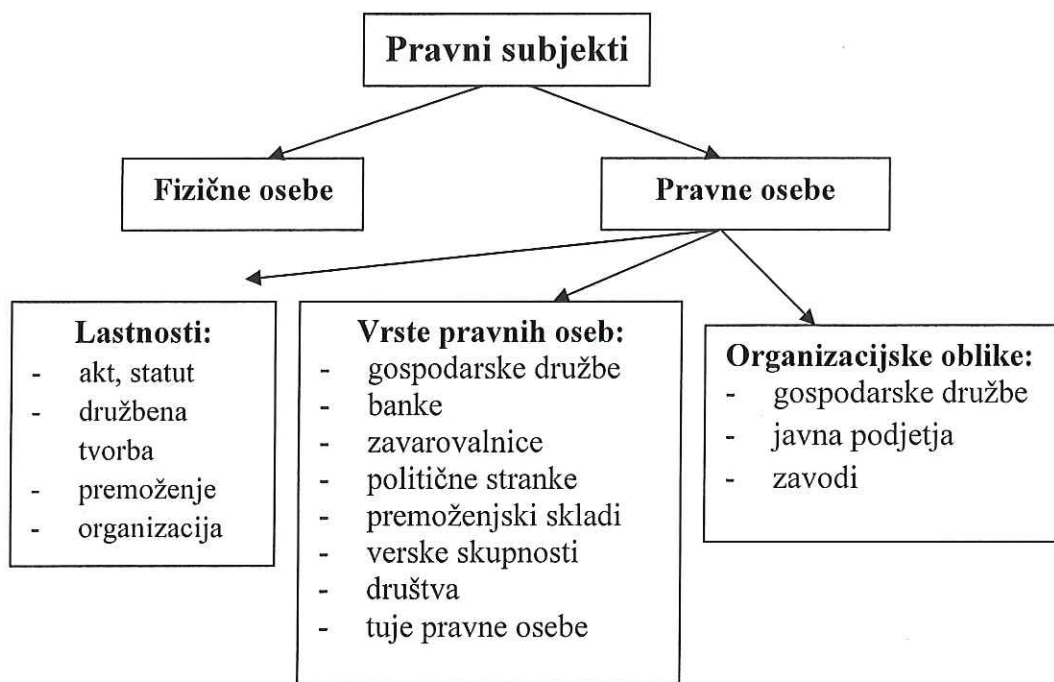 Pravni subjekti
Fizične osebe
Pravne osebe
Lastnosti:
- akt, statut
- družbena
tvorba
- premoženje
- organizacija
Vrste pravnih oseb:
- gospodarske družbe
- banke
- zavarovalnice
- politične stranke
- premoženjski skladi
- verske skupnosti
- društva
- tuje pravne osebe
Organizacijske oblike:
- gospodarske družbe
- javna podjetja
- zavodi